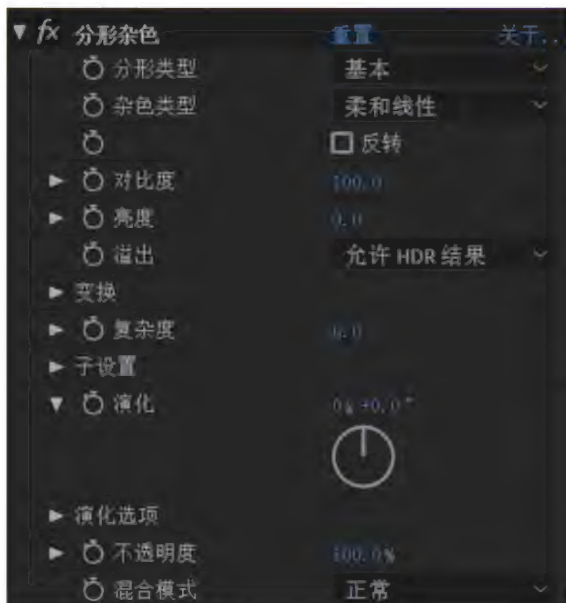 fx 分形杂色 重置 关于..
分形类型 基本
杂色类型 柔和线性
反转
对比度 100.0
亮度 0.0
溢出 允许 HDR 结果
变换
复杂度 6.0
子设置
演化 0x +0.0°
演化选项
不透明度 100.0%
混合模式 正常